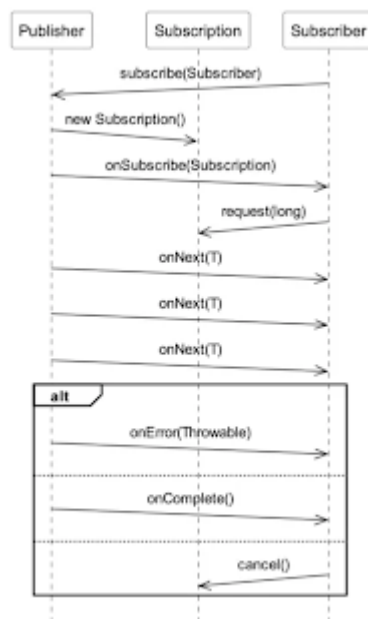 Publisher Subscription Subscriber
subscribe(Subscriber)
new Subscription()
onSubscribe(Subscription)
request(long)
onNext(T)
onNext(T)
onNext(T)
alt
onError(Throwable)
onComplete()
cancel()